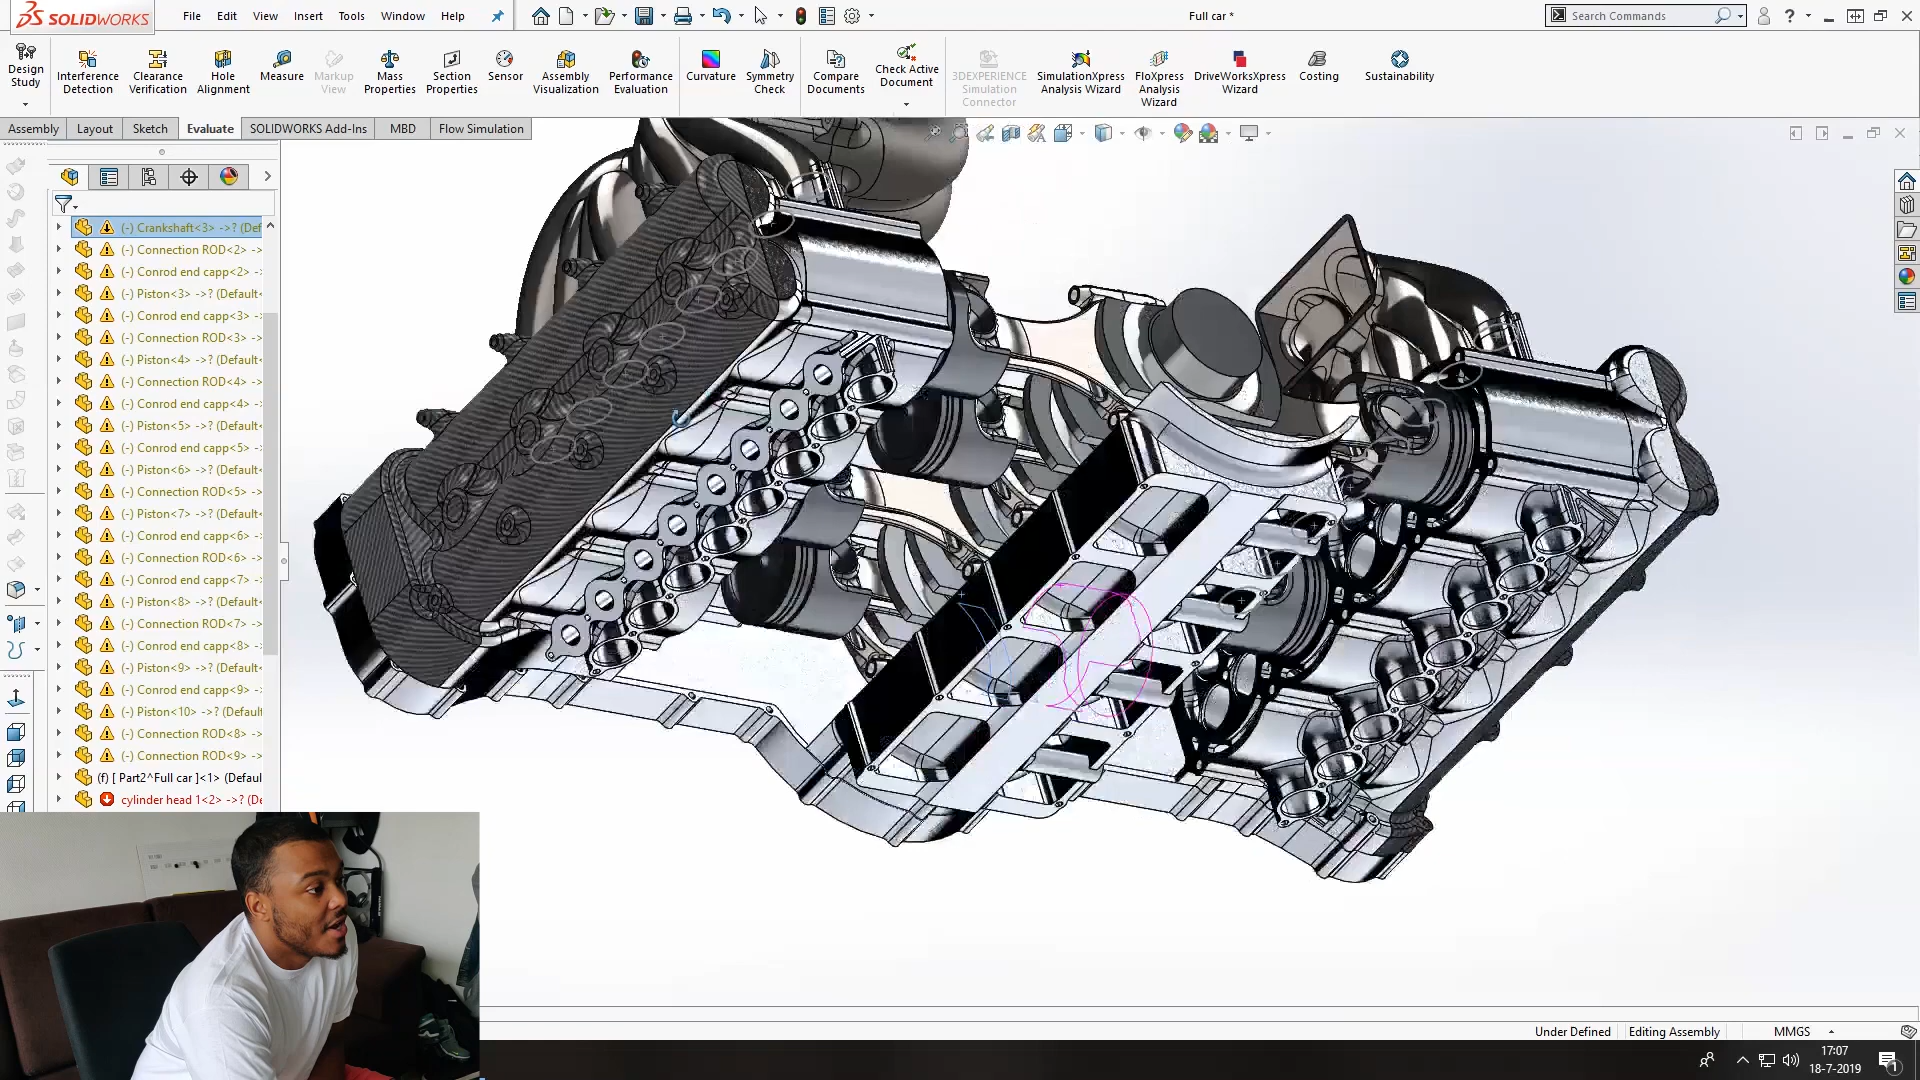 SOLIDWORKS
File Edit View Insert Tools Window Help
Full car *
Search Commands
Design Study
Interference Detection
Clearance Verification
Hole Alignment
Measure
Markup View
Mass Properties
Section Properties
Sensor
Assembly Visualization
Performance Evaluation
Curvature
Symmetry Check
Compare Documents
Check Active Document
3DEXPERIENCE Simulation Connector
SimulationXpress Analysis Wizard
FloXpress Analysis Wizard
DriveWorksXpress Wizard
Costing
Sustainability
Assembly Layout Sketch Evaluate SOLIDWORKS Add-Ins MBD Flow Simulation
(-) Crankshaft<3> ->? (Def
(-) Connection ROD<2> ->
(-) Conrod end capp<2> ->
(-) Piston<3> ->? (Default<
(-) Conrod end capp<3> ->
(-) Connection ROD<3> ->
(-) Piston<4> ->? (Default<
(-) Connection ROD<4> ->
(-) Conrod end capp<4> ->
(-) Piston<5> ->? (Default<
(-) Conrod end capp<5> ->
(-) Piston<6> ->? (Default<
(-) Connection ROD<5> ->
(-) Piston<7> ->? (Default<
(-) Conrod end capp<6> ->
(-) Connection ROD<6> ->
(-) Conrod end capp<7> ->
(-) Piston<8> ->? (Default<
(-) Connection ROD<7> ->
(-) Conrod end capp<8> ->
(-) Piston<9> ->? (Default<
(-) Conrod end capp<9> ->
(-) Piston<10> ->? (Default
(-) Connection ROD<8> ->
(-) Connection ROD<9> ->
(f) [ Part2^Full car ]<1> (Defaul
cylinder head 1<2> ->? (De
Under Defined Editing Assembly MMGS
17:07
18-7-2019
1